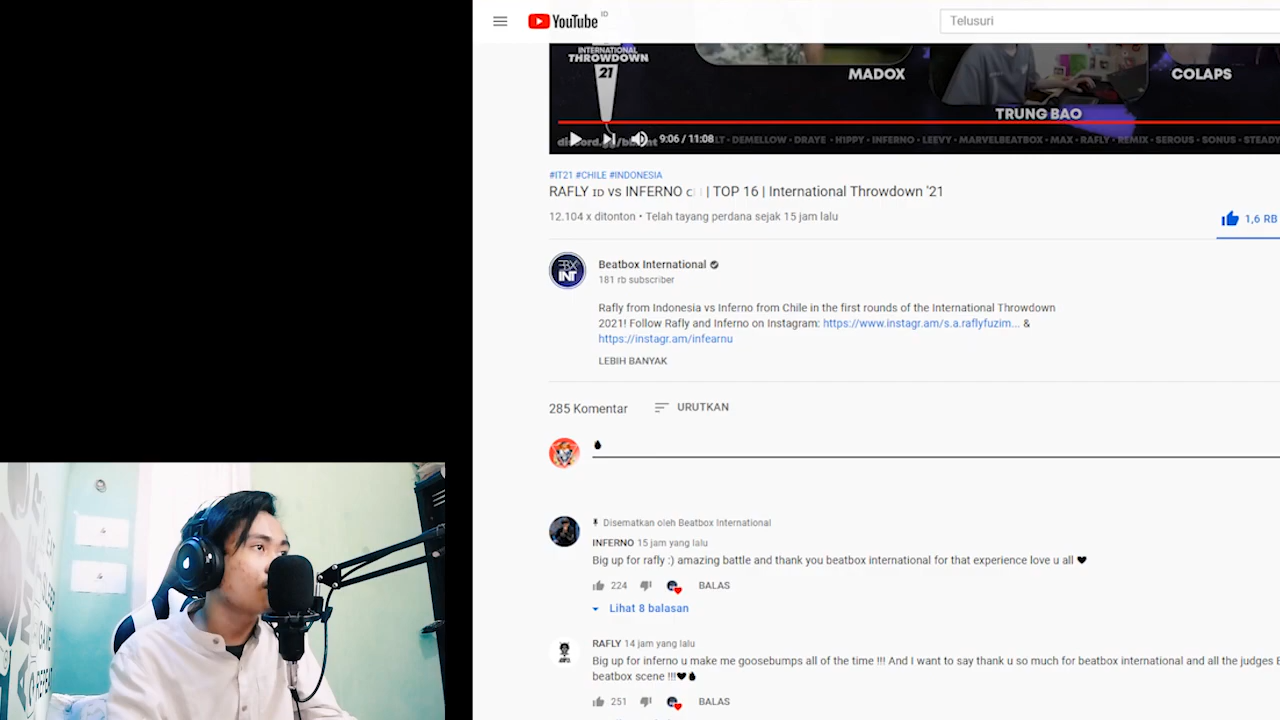 YouTube ID
Telusuri
INTERNATIONAL
THROWDOWN
21
MADOX
COLAPS
TRUNG BAO
9:06 / 11:08
LT • DEMELLOW • DRAYE • H1PPY • INFERNO • LEEVY • MARVELBEATBOX • MAX • RAFLY • REMIX • SEROUS • SONUS • STEADY
#IT21 #CHILE #INDONESIA
RAFLY ID vs INFERNO | TOP 16 | International Throwdown '21
12.104 x ditonton • Telah tayang perdana sejak 15 jam lalu
1,6 RB
EBX
INT
Beatbox International
181 rb subscriber
Rafly from Indonesia vs Inferno from Chile in the first rounds of the International Throwdown
2021! Follow Rafly and Inferno on Instagram: https://www.instagr.am/s.a.raflyfuzim... &
https://instagr.am/infearnu
LEBIH BANYAK
285 Komentar
URUTKAN
Disematkan oleh Beatbox International
INFERNO 15 jam yang lalu
Big up for rafly :) amazing battle and thank you beatbox international for that experience love u all 🖤
224
BALAS
Lihat 8 balasan
RAFLY 14 jam yang lalu
Big up for inferno u make me goosebumps all of the time !!! And I want to say thank u so much for beatbox international and all the judges
beatbox scene !!!🖤
251
BALAS